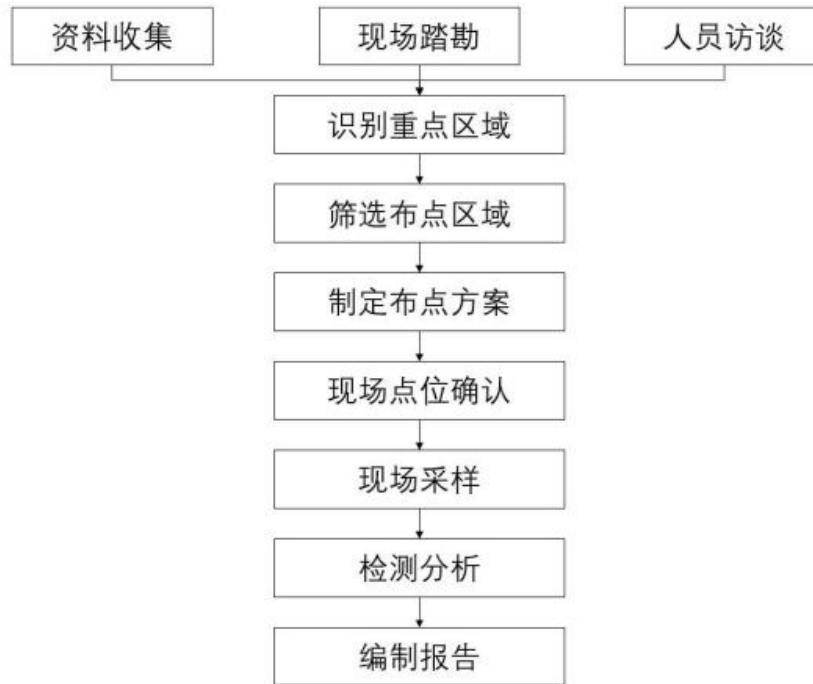 资料收集 现场踏勘 人员访谈
识别重点区域
筛选布点区域
制定布点方案
现场点位确认
现场采样
检测分析
编制报告